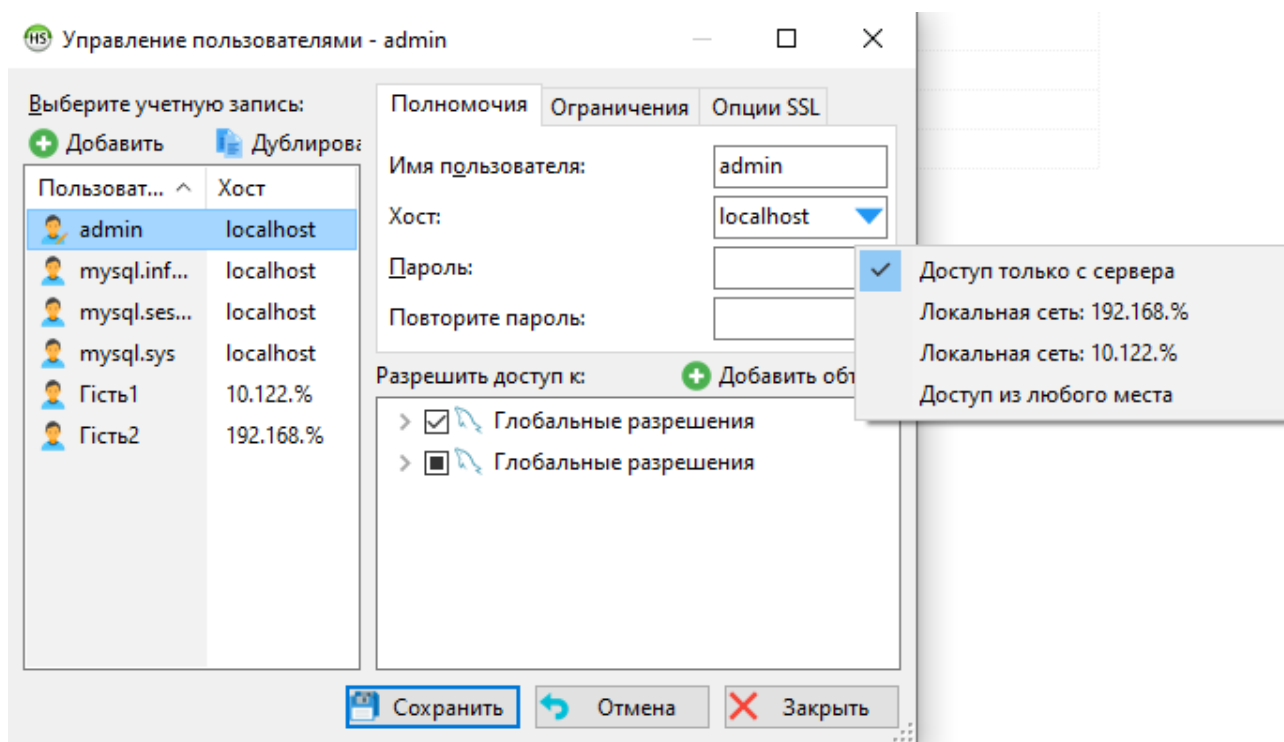 HS Управление пользователями - admin
Выберите учетную запись:
Добавить Дублирова
Пользоват... Хост
admin localhost
mysql.inf... localhost
mysql.ses... localhost
mysql.sys localhost
Гість1 10.122.%
Гість2 192.168.%
Полномочия Ограничения Опции SSL
Имя пользователя: admin
Хост: localhost
Пароль:
Повторите пароль:
Доступ только с сервера
Локальная сеть: 192.168.%
Локальная сеть: 10.122.%
Доступ из любого места
Разрешить доступ к: Добавить объ
Глобальные разрешения
Глобальные разрешения
Сохранить Отмена Закрыть